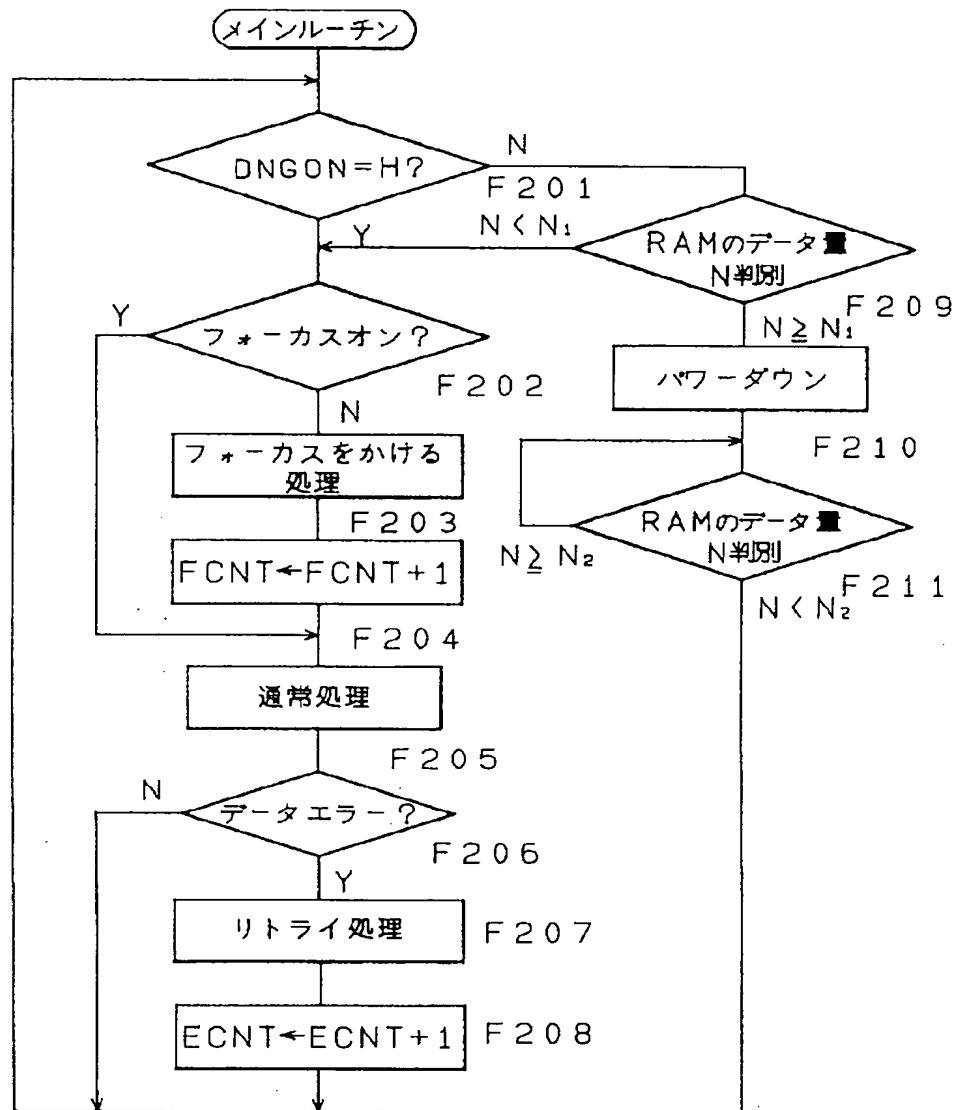 メインルーチン
DNGON=H?
N
F201
Y
N<N₁
RAMのデータ量
N判別
F209
Y
フォーカスオン?
F202
N≧N₁
パワーダウン
N
F210
フォーカスをかける
処理
F203
RAMのデータ量
N判別
N≧N₂
F211
N<N₂
FCNT←FCNT+1
F204
通常処理
F205
N
データエラー?
F206
Y
リトライ処理
F207
ECNT←ECNT+1
F208